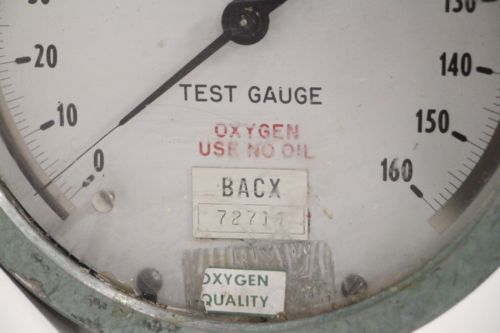 20
10
0
TEST GAUGE
OXYGEN
USE NO OIL
BACX
OXYGEN
QUALITY
140
150
160